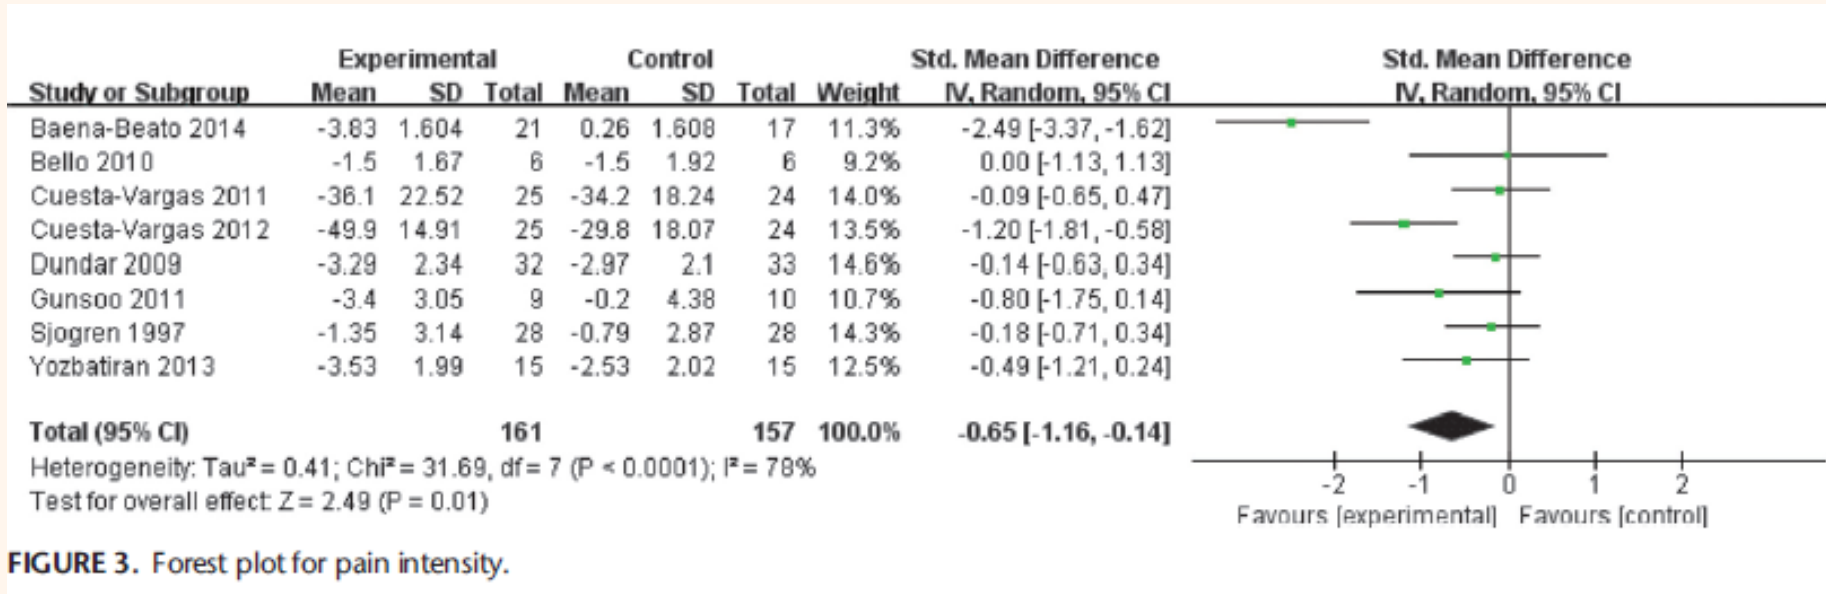 Experimental Control Std. Mean Difference Std. Mean Difference
Study or Subgroup Mean SD Total Mean SD Total Weight IV, Random, 95% CI IV, Random, 95% CI
Baena-Beato 2014 -3.83 1.604 21 0.26 1.608 17 11.3% -2.49 [-3.37, -1.62]
Bello 2010 -1.5 1.67 6 -1.5 1.92 6 9.2% 0.00 [-1.13, 1.13]
Cuesta-Vargas 2011 -36.1 22.52 25 -34.2 18.24 24 14.0% -0.09 [-0.65, 0.47]
Cuesta-Vargas 2012 -49.9 14.91 25 -29.8 18.07 24 13.5% -1.20 [-1.81, -0.58]
Dundar 2009 -3.29 2.34 32 -2.97 2.1 33 14.6% -0.14 [-0.63, 0.34]
Gunsoo 2011 -3.4 3.05 9 -0.2 4.38 10 10.7% -0.80 [-1.75, 0.14]
Sjogren 1997 -1.35 3.14 28 -0.79 2.87 28 14.3% -0.18 [-0.71, 0.34]
Yozbatiran 2013 -3.53 1.99 15 -2.53 2.02 15 12.5% -0.49 [-1.21, 0.24]
Total (95% CI) 161 157 100.0% -0.65 [-1.16, -0.14]
Heterogeneity: Tau² = 0.41; Chi² = 31.69, df = 7 (P < 0.0001); I² = 78%
Test for overall effect: Z = 2.49 (P = 0.01)
-2 -1 0 1 2
Favours [experimental] Favours [control]
FIGURE 3. Forest plot for pain intensity.